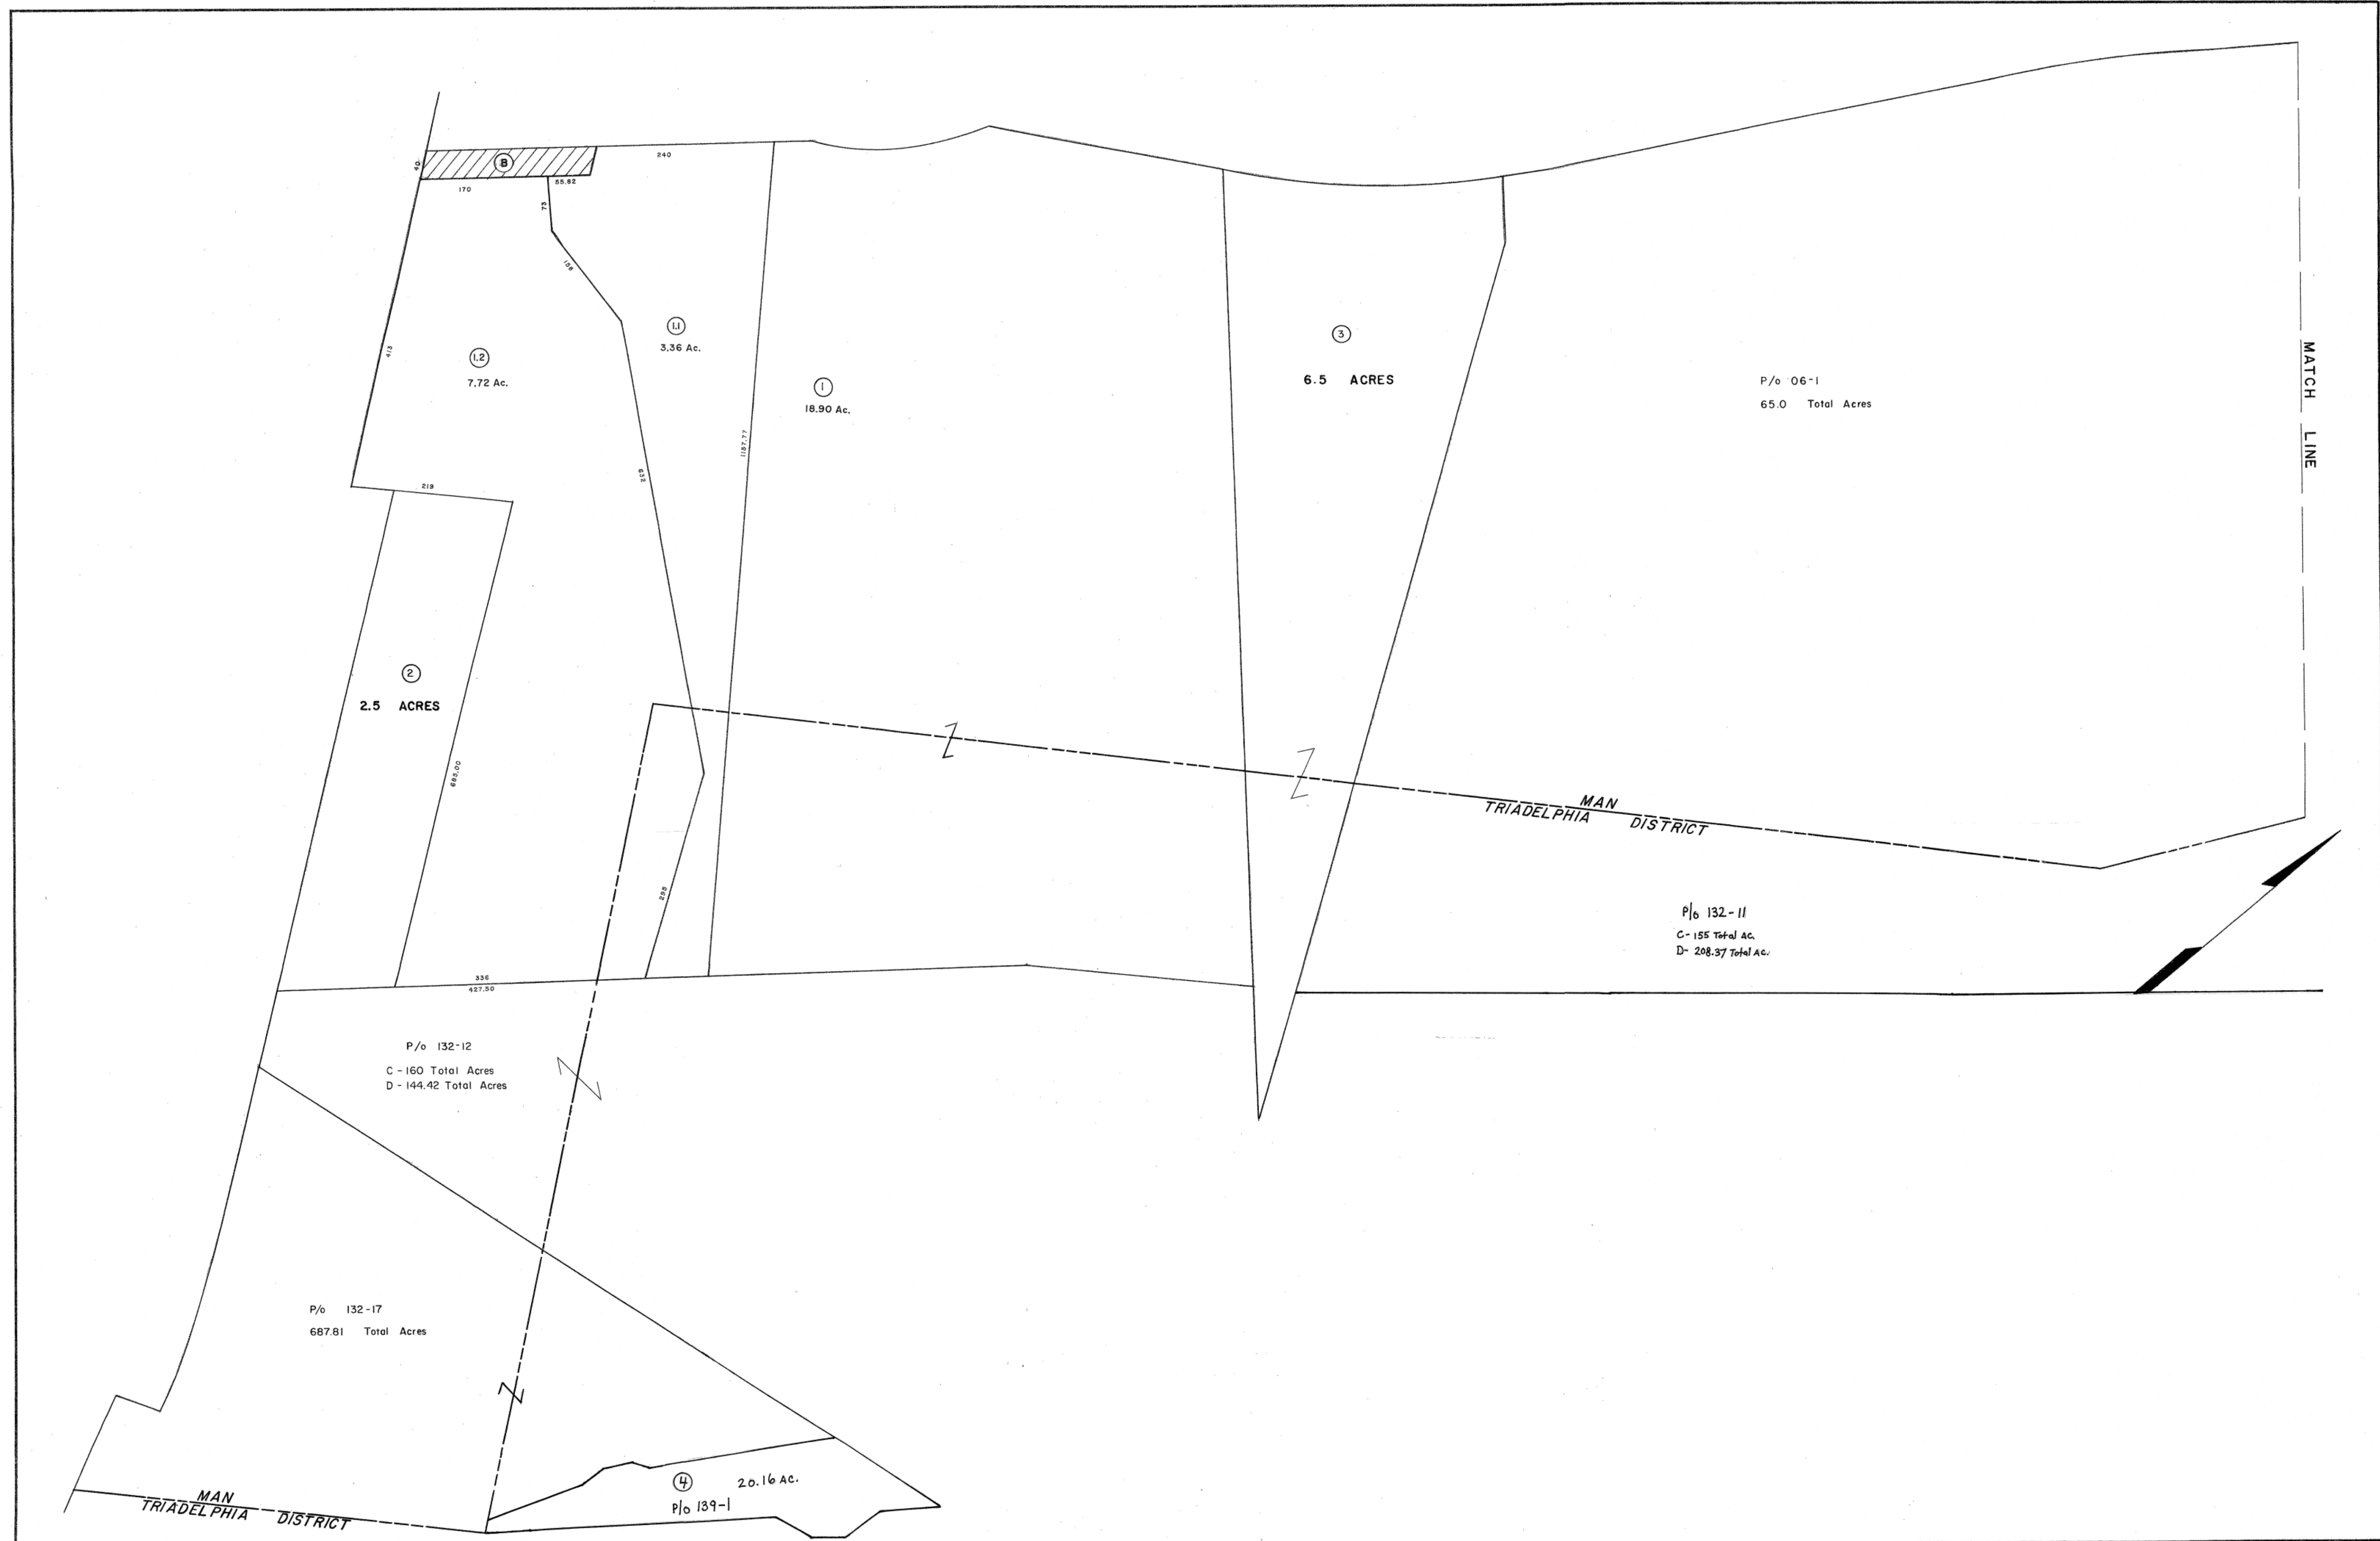 40
B
240
170
55.82
73
158
413
1.2
7.72 Ac.
1.1
3.36 Ac.
1
18.90 Ac.
3
6.5 ACRES
P/o 06-1
65.0 Total Acres
MATCH LINE
219
632
1187.77
2
2.5 ACRES
685.00
295
MAN
TRIADELPHIA DISTRICT
P/o 132-11
C- 155 Total AC.
D- 208.37 Total AC.
336
427.50
P/o 132-12
C - 160 Total Acres
D - 144.42 Total Acres
P/o 132-17
687.81 Total Acres
4 20.16 AC.
P/o 139-1
MAN
TRIADELPHIA DISTRICT